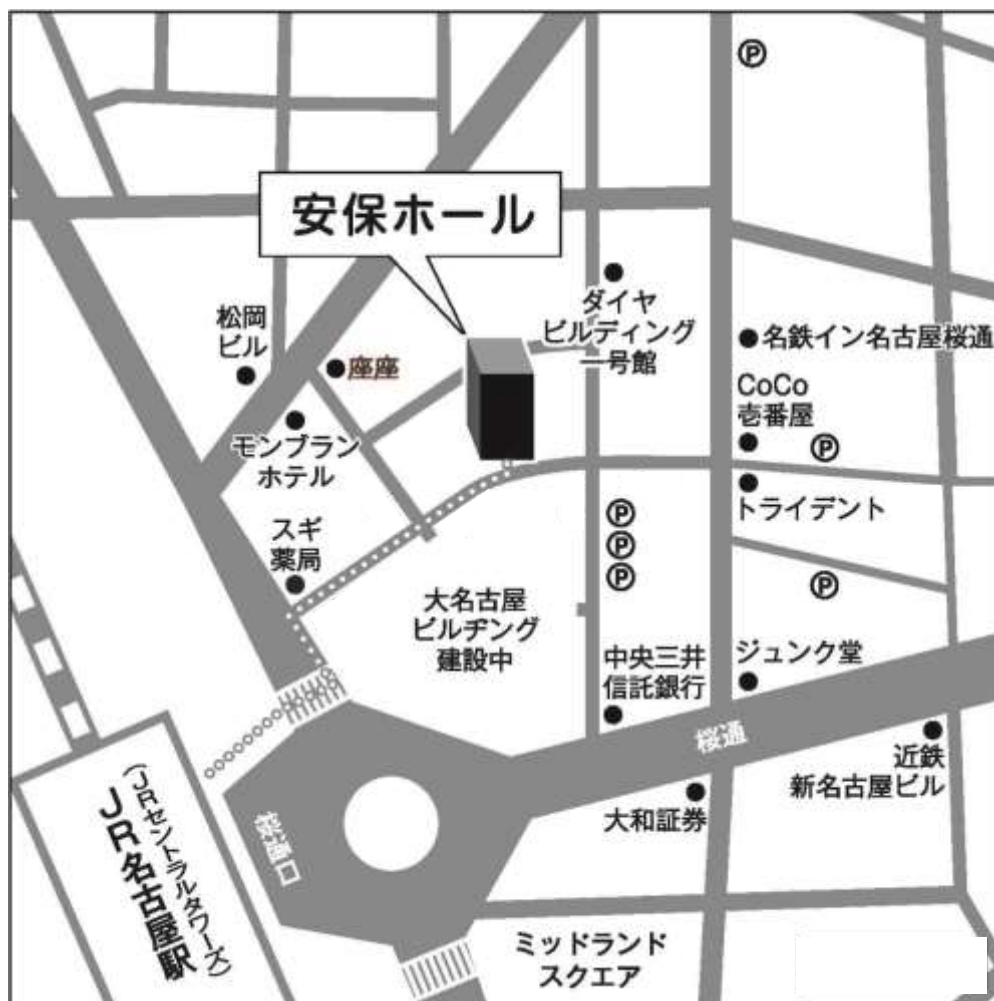 Ⓟ
安保ホール
松岡
ビル
座座
ダイヤ
ビルディング
一号館
名鉄イン名古屋桜通
CoCo
壱番屋
Ⓟ
モンブラン
ホテル
トライデント
スギ
薬局
Ⓟ
Ⓟ
Ⓟ
Ⓟ
大名古屋
ビルヂング
建設中
中央三井
信託銀行
ジュンク堂
桜通
近鉄
新名古屋ビル
大和証券
桜通口
(JRセントラルタワーズ)
JR名古屋駅
ミッドランド
スクエア